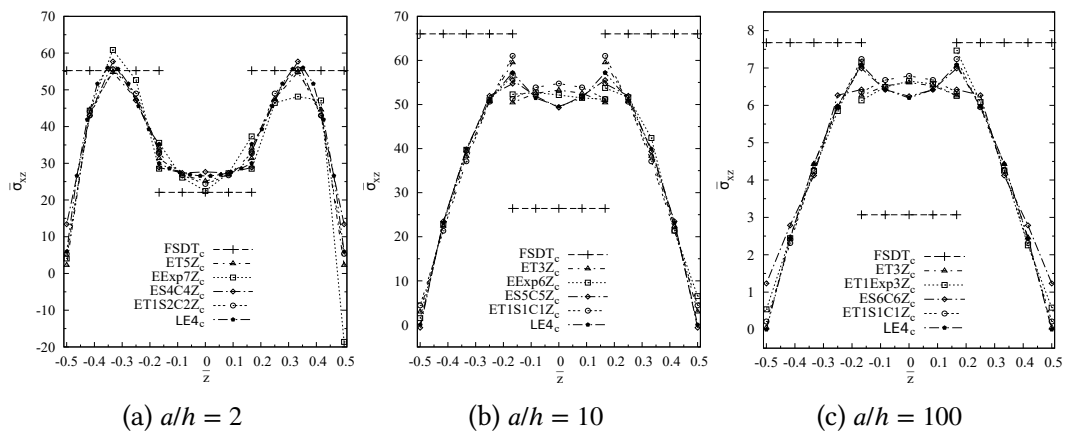 70
60
50
40
30
20
10
0
-10
-20
σ̄xz
FSDTc
ET5Zc
EExp7Zc
ES4C4Zc
ET1S2C2Zc
LE4c
-0.5 -0.4 -0.3 -0.2 -0.1 0 0.1 0.2 0.3 0.4 0.5
z̄
(a) a/h = 2
70
60
50
40
30
20
10
0
σ̄xz
FSDTc
ET3Zc
EExp6Zc
ES5C5Zc
ET1S1C1Zc
LE4c
-0.5 -0.4 -0.3 -0.2 -0.1 0 0.1 0.2 0.3 0.4 0.5
z̄
(b) a/h = 10
8
7
6
5
4
3
2
1
0
σ̄xz
FSDTc
ET3Zc
ET1Exp3Zc
ES6C6Zc
ET1S1C1Zc
LE4c
-0.5 -0.4 -0.3 -0.2 -0.1 0 0.1 0.2 0.3 0.4 0.5
z̄
(c) a/h = 100